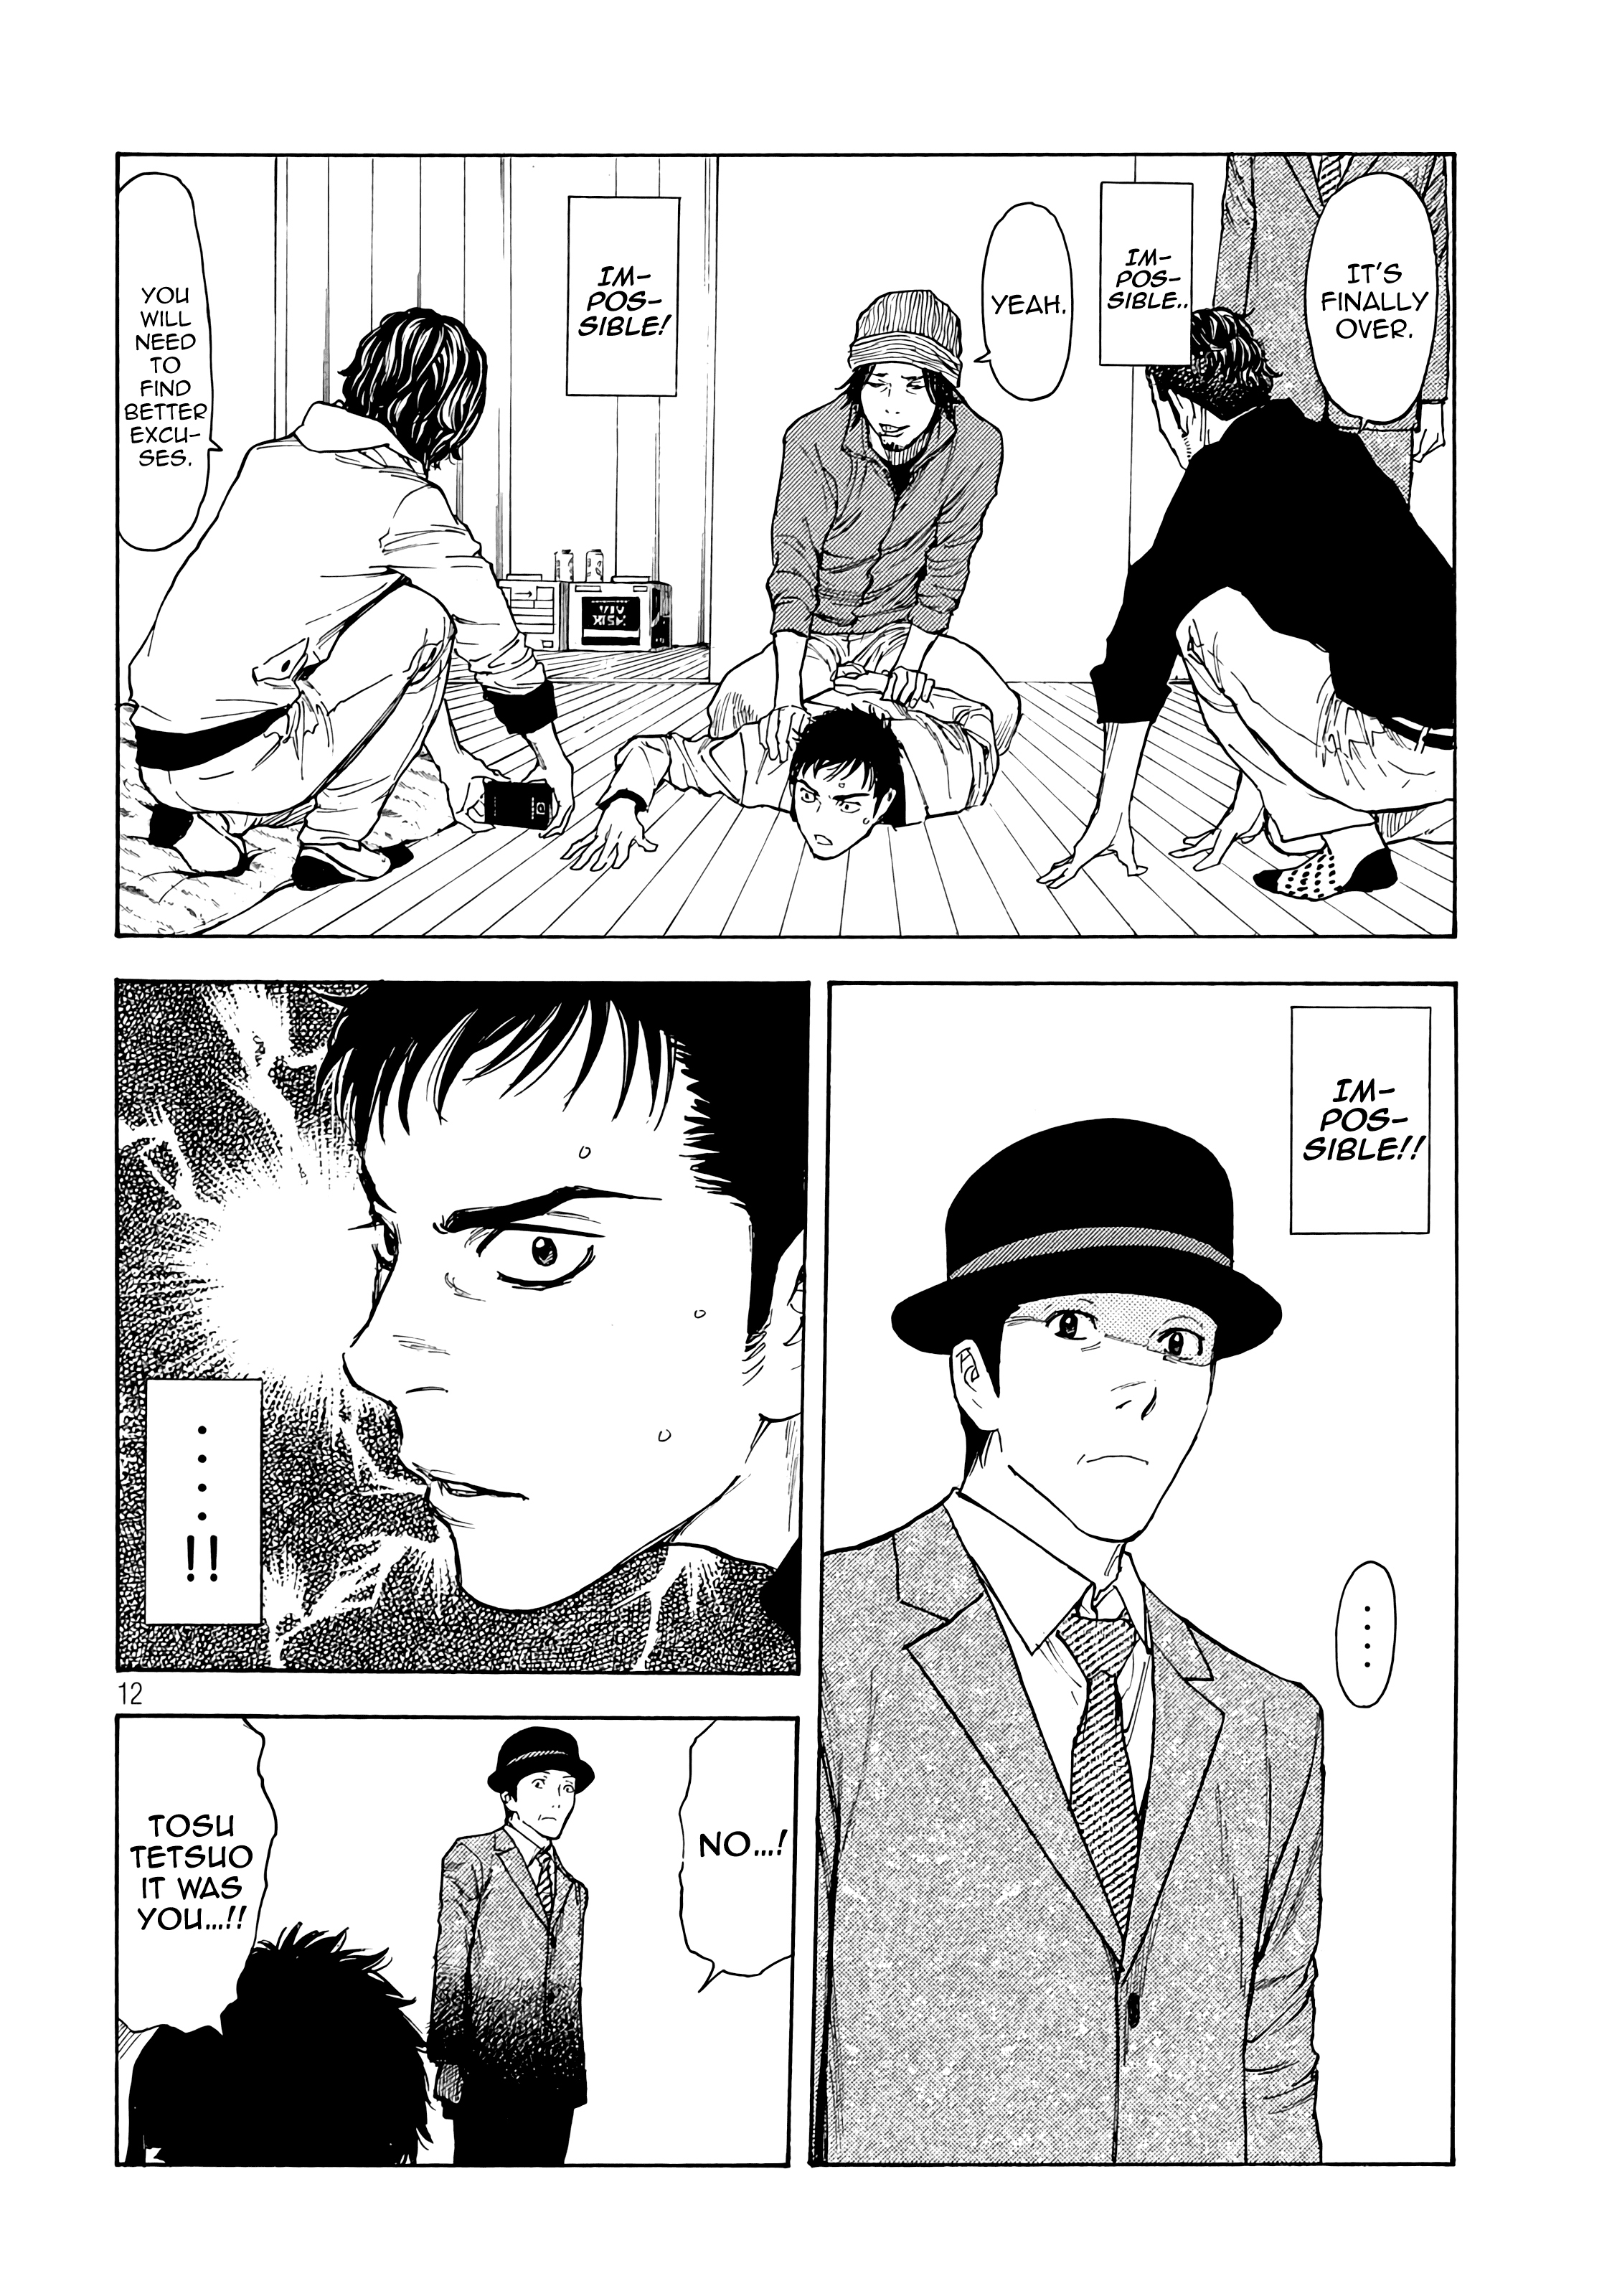 IT'S
FINALLY
OVER.
IM-
POS-
SIBLE..
YEAH.
IM-
POS-
SIBLE!
YOU
WILL
NEED
TO
FIND
BETTER
EXCU-
SES.
IM-
POS-
SIBLE!!
....
....!!
12
NO...!
TOSU
TETSUO
IT WAS
YOU...!!